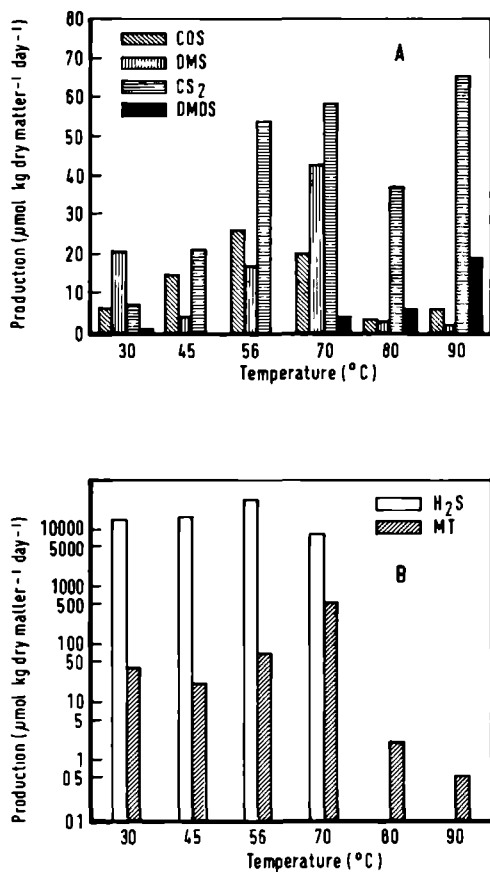 80
70
60
50
40
30
20
10
0
Production (μmol kg dry matter⁻¹ day⁻¹)
COS
DMS
CS₂
DMDS
A
30 45 56 70 80 90
Temperature (°C)
10000
5000
1000
500
100
50
10
5
1
0.5
01
Production (μmol kg dry matter⁻¹ day⁻¹)
H₂S
MT
B
30 45 56 70 80 90
Temperature (°C)